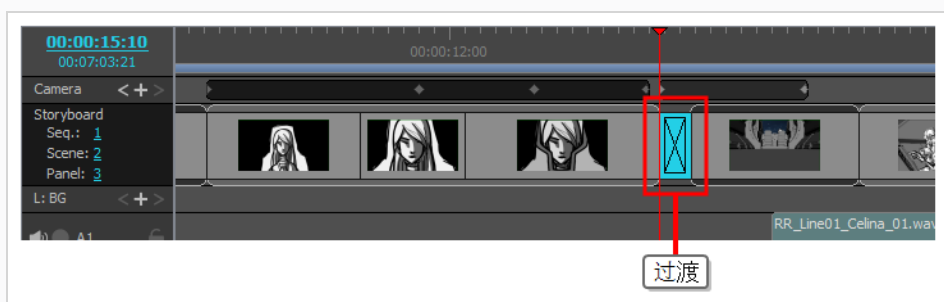 00:00:15:10
00:07:03:21
00:00:12:00
Camera < + >
Storyboard
Seq.: 1
Scene: 2
Panel: 3
L: BG < + >
A1
RR_Line01_Celina_01.wav
过渡